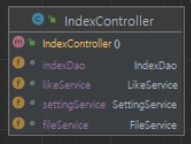 IndexController
IndexController ()
indexDao IndexDao
likeService LikeService
settingService SettingService
fileService FileService